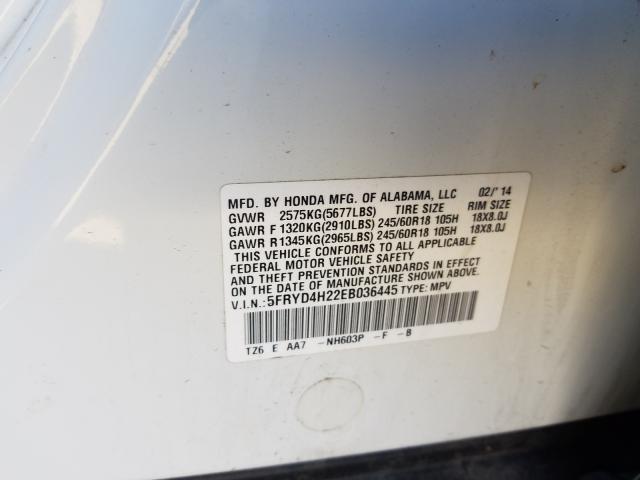 MFD. BY HONDA MFG. OF ALABAMA, LLC 02/'14
GVWR 2575KG(5677LBS) TIRE SIZE RIM SIZE
GAWR F 1320KG(2910LBS) 245/60R18 105H 18X8.0J
GAWR R 1345KG(2965LBS) 245/60R18 105H 18X8.0J
THIS VEHICLE CONFORMS TO ALL APPLICABLE
FEDERAL MOTOR VEHICLE SAFETY
AND THEFT PREVENTION STANDARDS IN EFFECT
ON THE DATE OF MANUFACTURE SHOWN ABOVE.
V.I.N.: 5FRYD4H22EB036445 TYPE: MPV
TZ6 E AA7 -NH603P -F -B